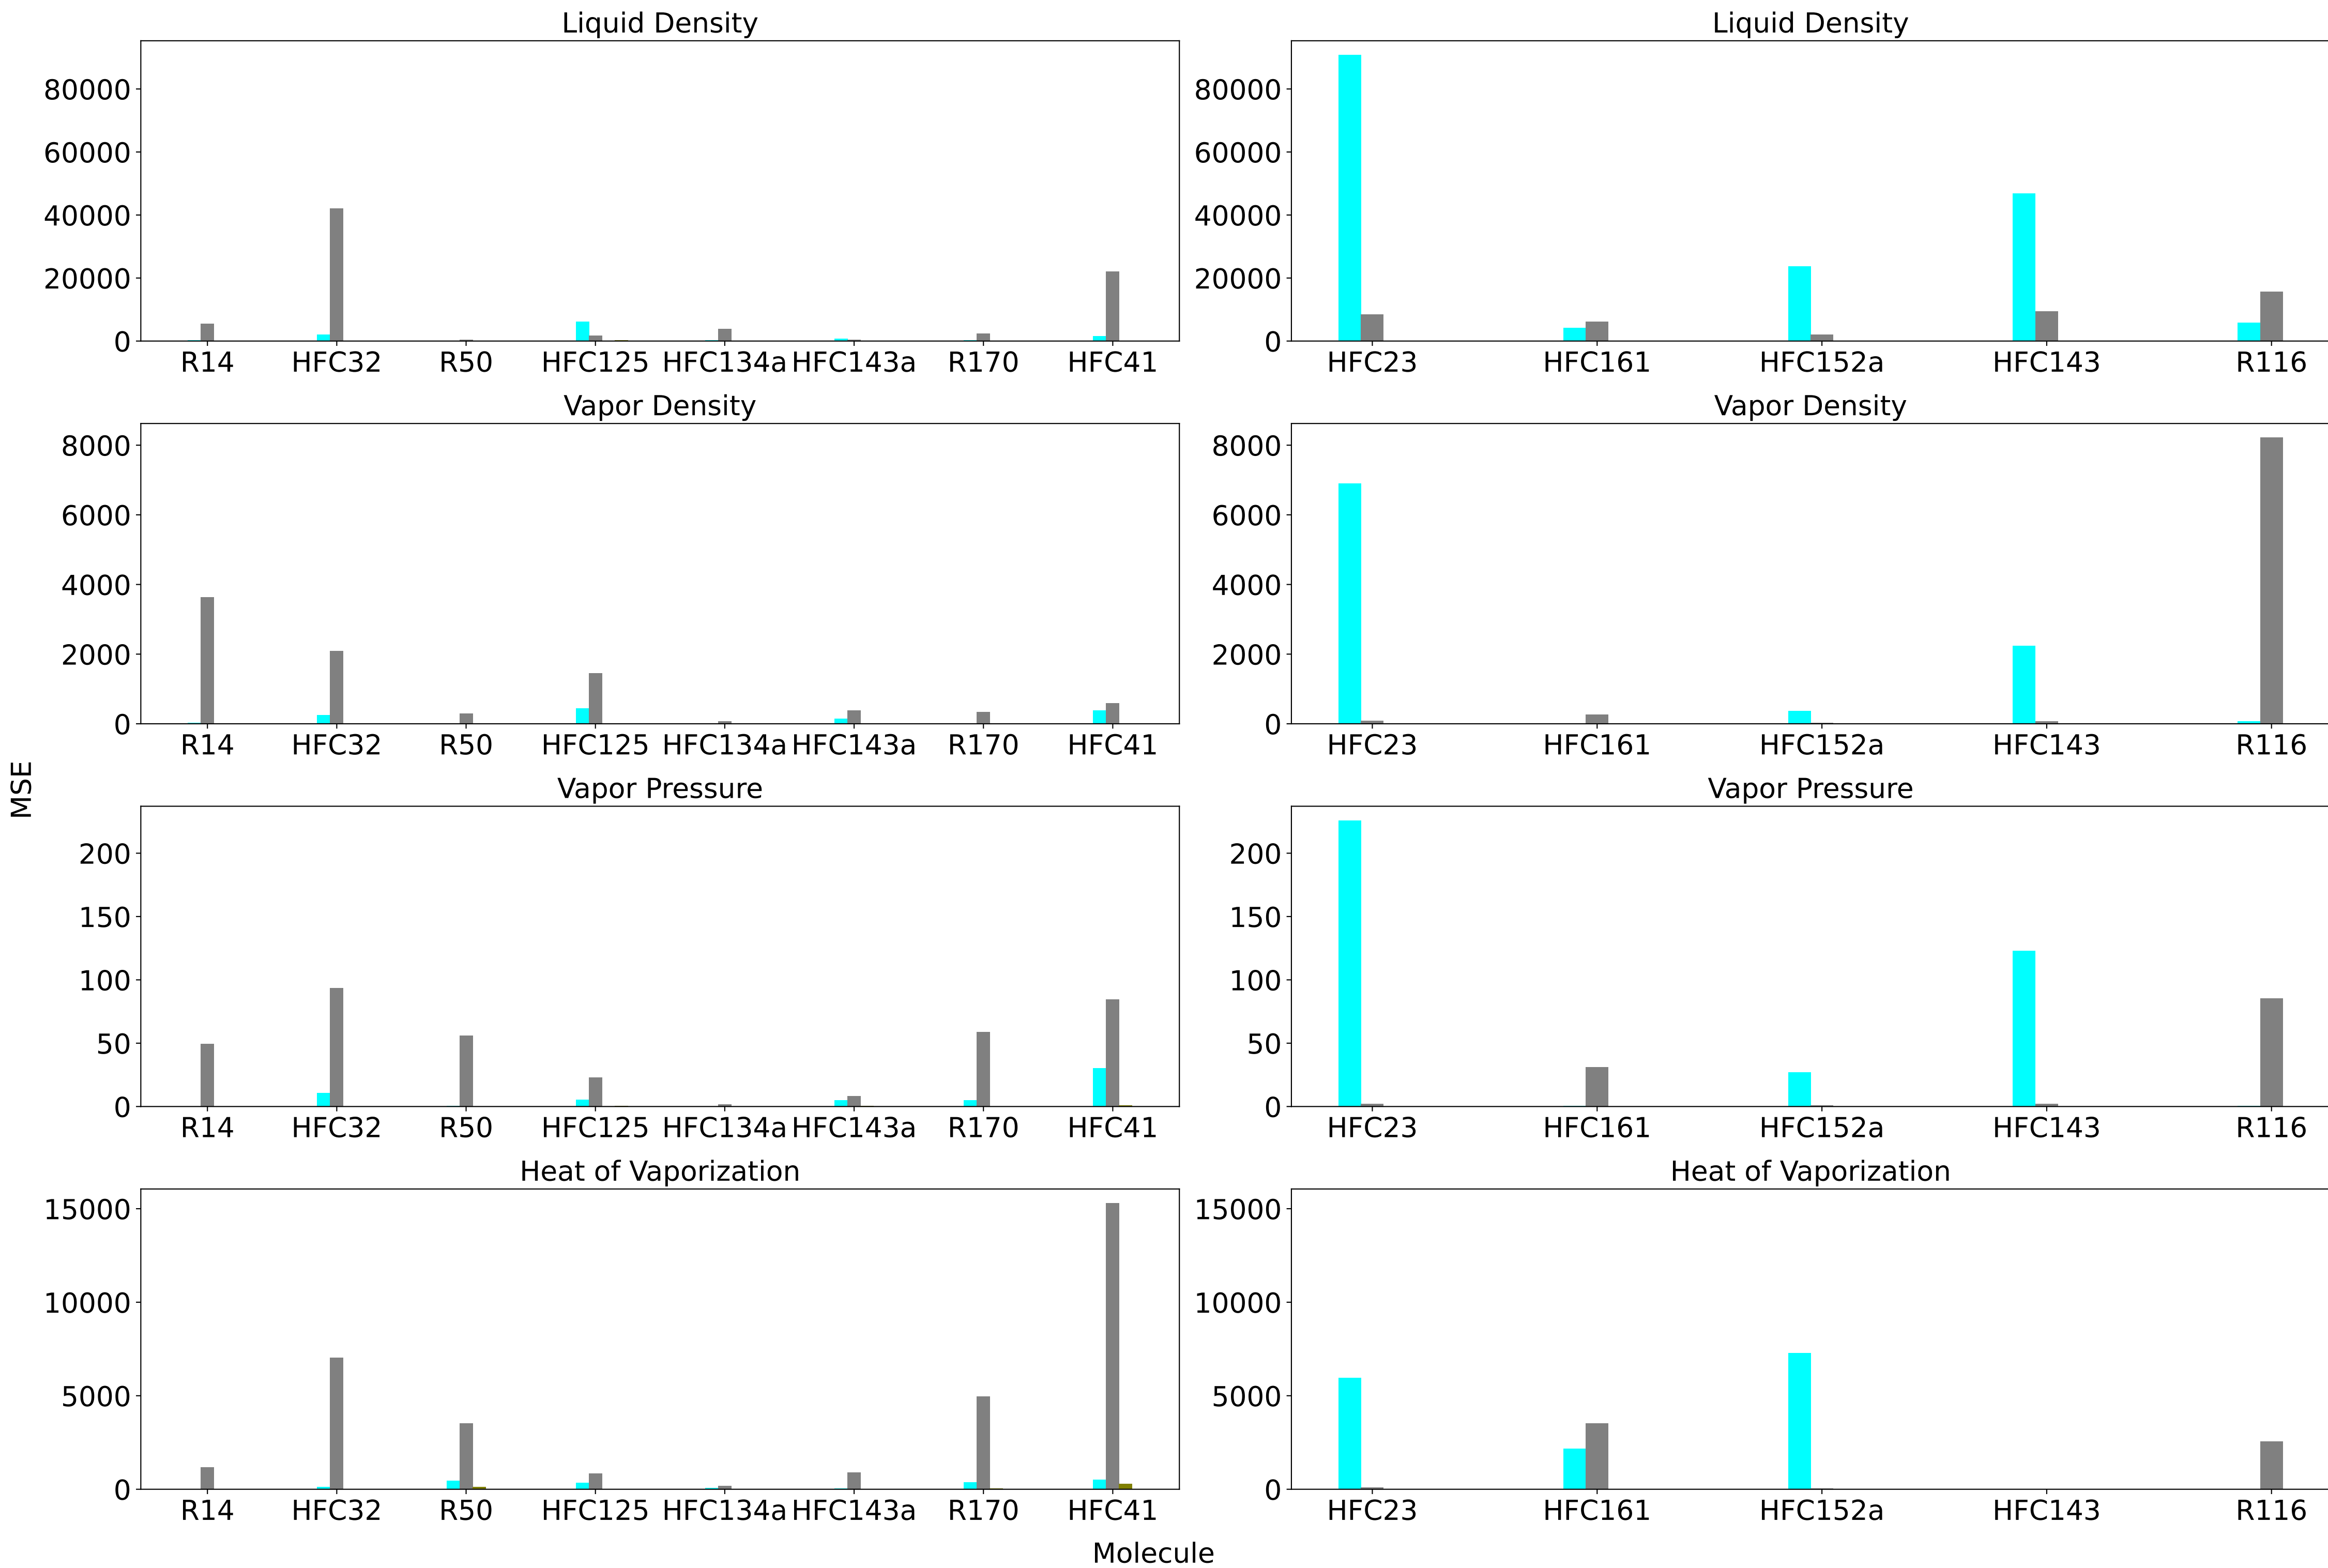 Liquid Density
80000
60000
40000
20000
0
R14 HFC32 R50 HFC125 HFC134a HFC143a R170 HFC41
Liquid Density
80000
60000
40000
20000
0
HFC23 HFC161 HFC152a HFC143 R116
Vapor Density
8000
6000
4000
2000
0
R14 HFC32 R50 HFC125 HFC134a HFC143a R170 HFC41
Vapor Density
8000
6000
4000
2000
0
HFC23 HFC161 HFC152a HFC143 R116
MSE
Vapor Pressure
200
150
100
50
0
R14 HFC32 R50 HFC125 HFC134a HFC143a R170 HFC41
Vapor Pressure
200
150
100
50
0
HFC23 HFC161 HFC152a HFC143 R116
Heat of Vaporization
15000
10000
5000
0
R14 HFC32 R50 HFC125 HFC134a HFC143a R170 HFC41
Heat of Vaporization
15000
10000
5000
0
HFC23 HFC161 HFC152a HFC143 R116
Molecule